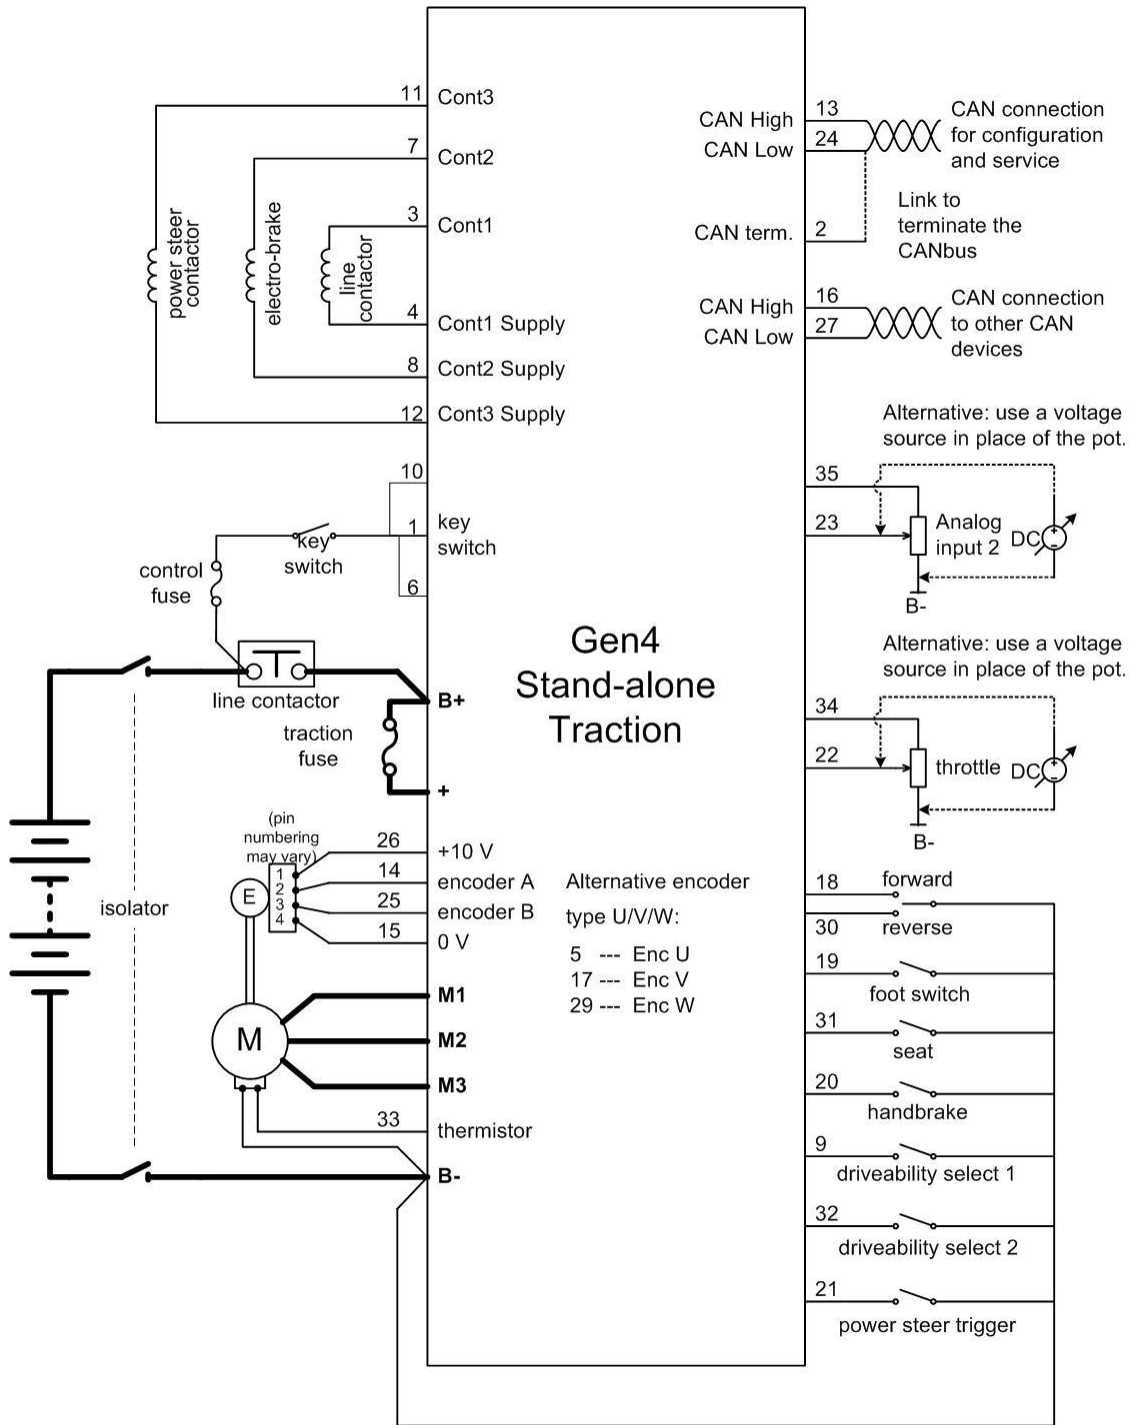 11 Cont3
7 Cont2
3 Cont1
power steer
contactor
electro-brake
line
contactor
4 Cont1 Supply
8 Cont2 Supply
12 Cont3 Supply
10
1 key
switch
6
key
switch
control
fuse
line contactor
B+
traction
fuse
+
(pin
numbering
may vary)
1
2
3
4
E
26 +10 V
14 encoder A
25 encoder B
15 0 V
isolator
M
M1
M2
M3
33 thermistor
B-
Gen4
Stand-alone
Traction
Alternative encoder
type U/V/W:
5 --- Enc U
17 --- Enc V
29 --- Enc W
CAN High 13
CAN Low 24
CAN connection
for configuration
and service
CAN term. 2
Link to
terminate the
CANbus
CAN High 16
CAN Low 27
CAN connection
to other CAN
devices
Alternative: use a voltage
source in place of the pot.
35
23
Analog
input 2
DC
+
-
B-
Alternative: use a voltage
source in place of the pot.
34
22
throttle
DC
+
-
B-
18 forward
30 reverse
19
foot switch
31
seat
20
handbrake
9
driveability select 1
32
driveability select 2
21
power steer trigger